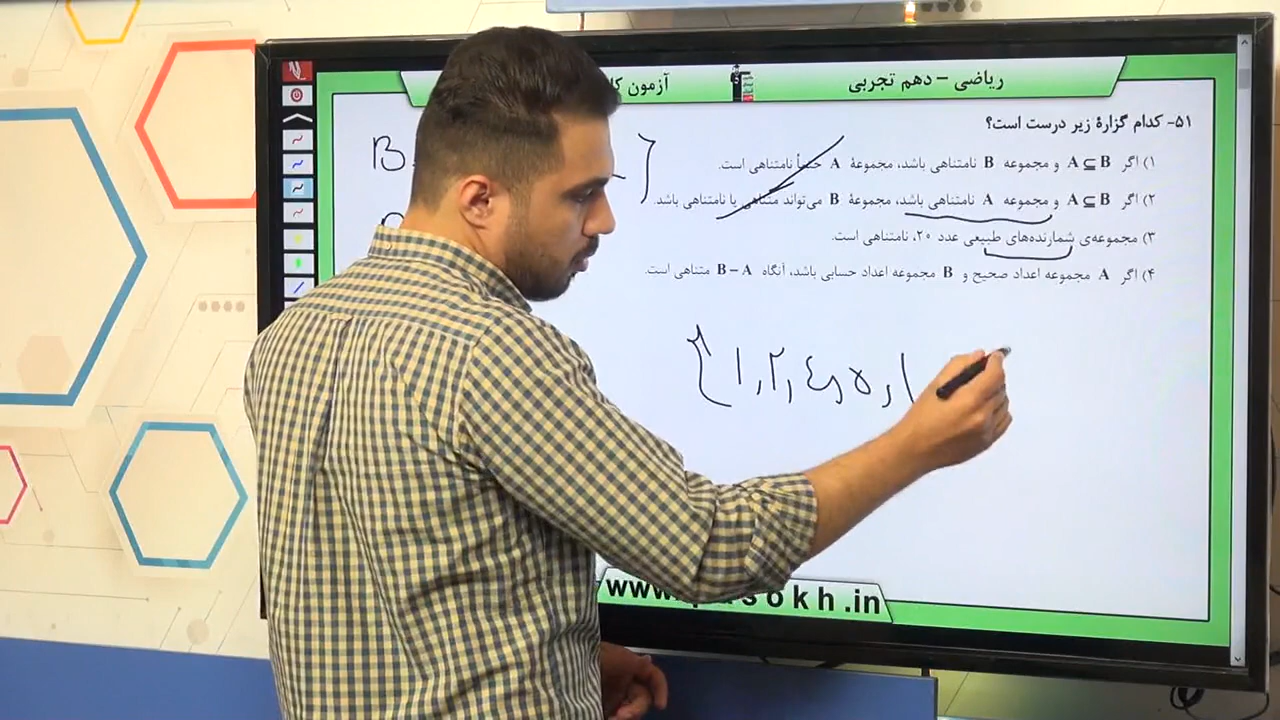 ریاضی – دهم تجربی
آزمون
۵۱- کدام گزارهٔ زیر درست است؟
۱) اگر A ⊆ B و مجموعه B نامتناهی باشد، مجموعهٔ A حتماً نامتناهی است.
۲) اگر A ⊆ B و مجموعه A نامتناهی باشد، مجموعهٔ B می‌تواند متناهی یا نامتناهی باشد.
۳) مجموعه‌ی شمارنده‌های طبیعی عدد ۲۰، نامتناهی است.
۴) اگر A مجموعه اعداد صحیح و B مجموعه اعداد حسابی باشد، آنگاه B – A متناهی است.
B
{ ۱, ۲, ٤, ۵, ۱
www.pasokh.in